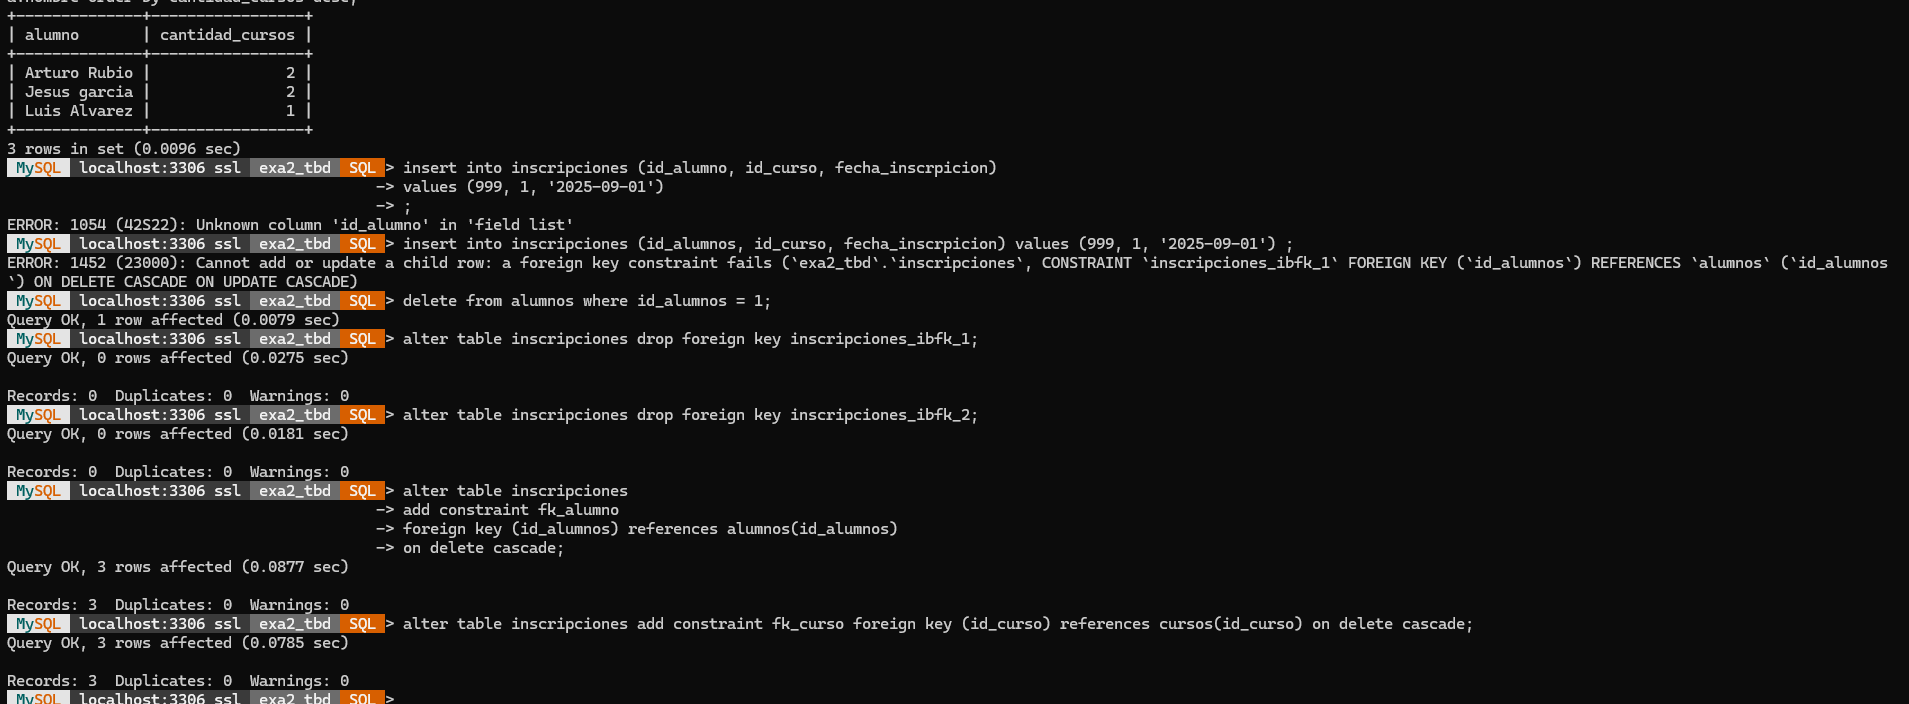 a.nombre order by cantidad_cursos desc;
+--------------+-----------------+
| alumno       | cantidad_cursos |
+--------------+-----------------+
| Arturo Rubio |               2 |
| Jesus garcia |               2 |
| Luis Alvarez |               1 |
+--------------+-----------------+
3 rows in set (0.0096 sec)
MySQL localhost:3306 ssl exa2_tbd SQL > insert into inscripciones (id_alumno, id_curso, fecha_inscrpicion)
-> values (999, 1, '2025-09-01')
-> ;
ERROR: 1054 (42S22): Unknown column 'id_alumno' in 'field list'
MySQL localhost:3306 ssl exa2_tbd SQL > insert into inscripciones (id_alumnos, id_curso, fecha_inscrpicion) values (999, 1, '2025-09-01') ;
ERROR: 1452 (23000): Cannot add or update a child row: a foreign key constraint fails (`exa2_tbd`.`inscripciones`, CONSTRAINT `inscripciones_ibfk_1` FOREIGN KEY (`id_alumnos`) REFERENCES `alumnos` (`id_alumnos
`) ON DELETE CASCADE ON UPDATE CASCADE)
MySQL localhost:3306 ssl exa2_tbd SQL > delete from alumnos where id_alumnos = 1;
Query OK, 1 row affected (0.0079 sec)
MySQL localhost:3306 ssl exa2_tbd SQL > alter table inscripciones drop foreign key inscripciones_ibfk_1;
Query OK, 0 rows affected (0.0275 sec)
Records: 0  Duplicates: 0  Warnings: 0
MySQL localhost:3306 ssl exa2_tbd SQL > alter table inscripciones drop foreign key inscripciones_ibfk_2;
Query OK, 0 rows affected (0.0181 sec)
Records: 0  Duplicates: 0  Warnings: 0
MySQL localhost:3306 ssl exa2_tbd SQL > alter table inscripciones
-> add constraint fk_alumno
-> foreign key (id_alumnos) references alumnos(id_alumnos)
-> on delete cascade;
Query OK, 3 rows affected (0.0877 sec)
Records: 3  Duplicates: 0  Warnings: 0
MySQL localhost:3306 ssl exa2_tbd SQL > alter table inscripciones add constraint fk_curso foreign key (id_curso) references cursos(id_curso) on delete cascade;
Query OK, 3 rows affected (0.0785 sec)
Records: 3  Duplicates: 0  Warnings: 0
MySQL localhost:3306 ssl exa2_tbd SQL >